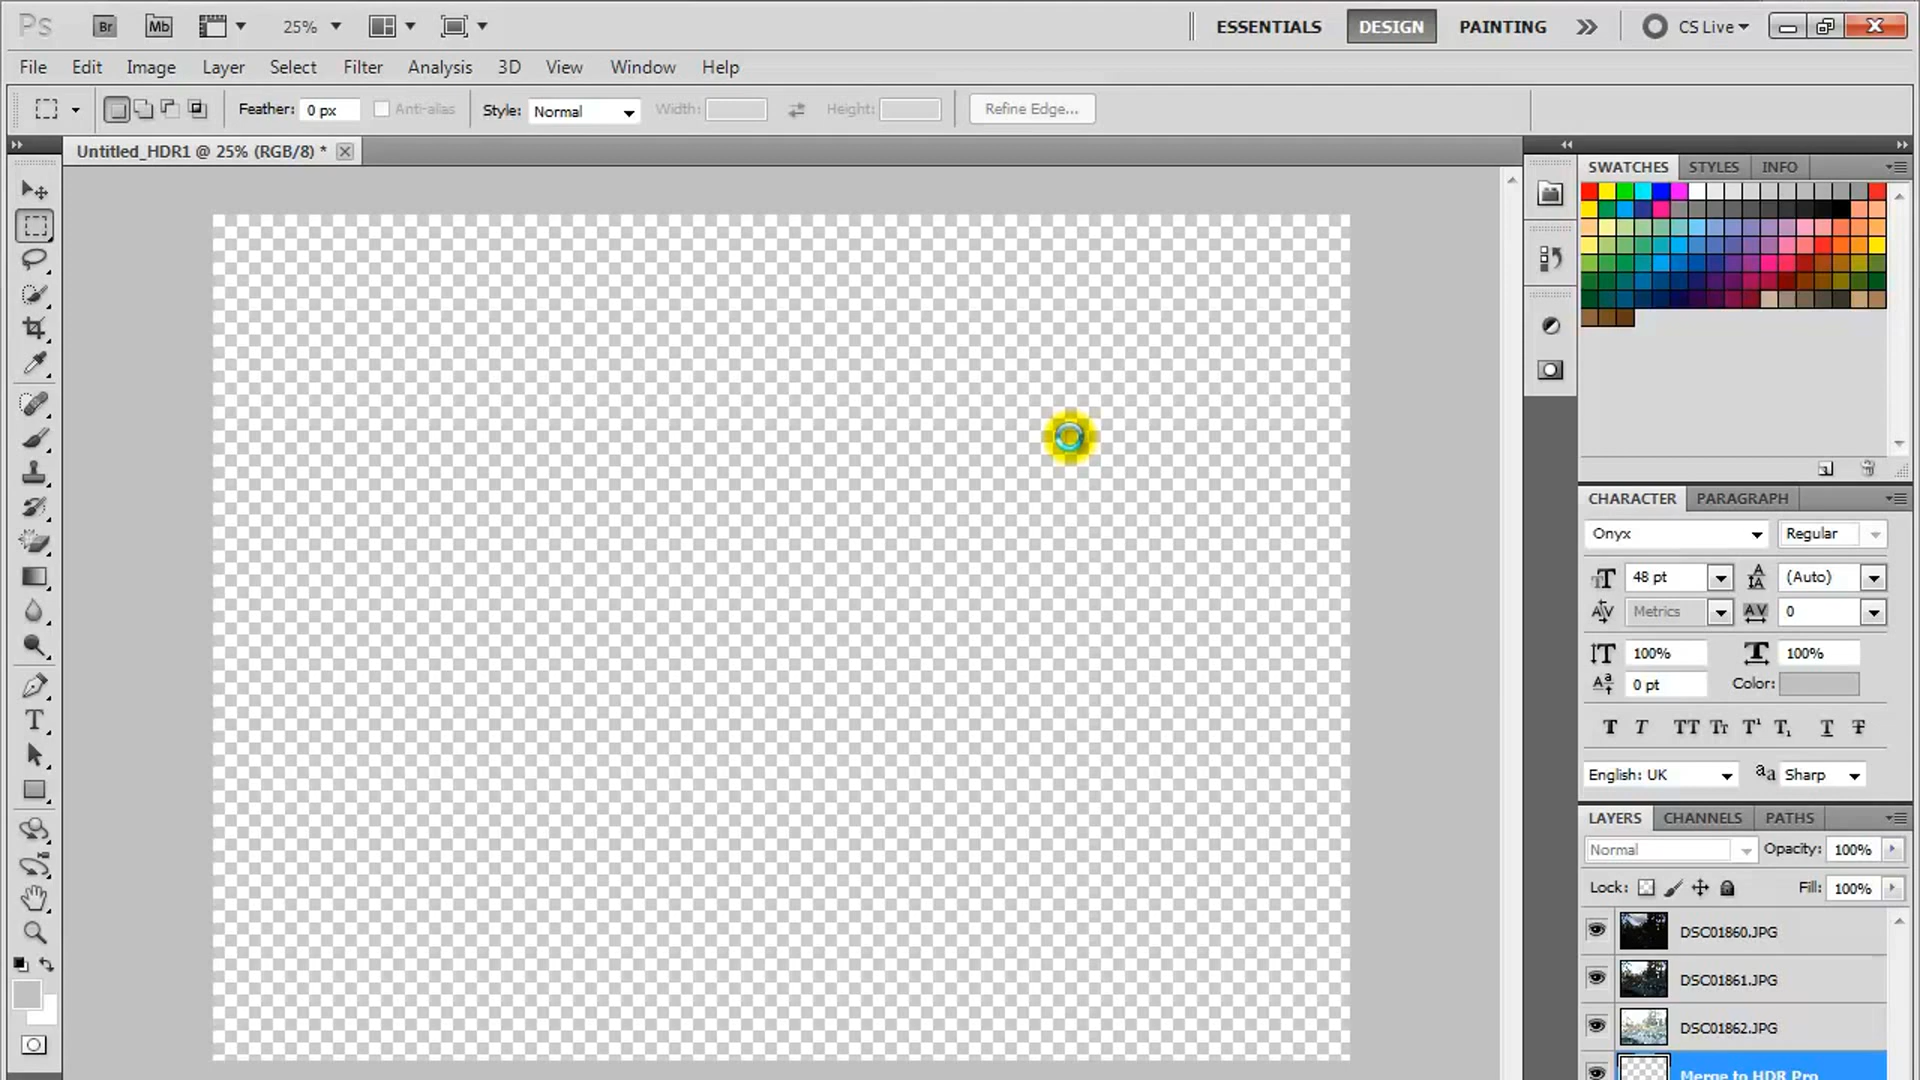 Ps Br Mb 25% ESSENTIALS DESIGN PAINTING CS Live
File Edit Image Layer Select Filter Analysis 3D View Window Help
Feather: 0 px Anti-alias Style: Normal Width: Height: Refine Edge...
Untitled_HDR1 @ 25% (RGB/8) *
SWATCHES STYLES INFO
CHARACTER PARAGRAPH
Onyx Regular
48 pt (Auto)
Metrics 0
100% 100%
0 pt Color:
English: UK Sharp
LAYERS CHANNELS PATHS
Normal Opacity: 100%
Lock: Fill: 100%
DSC01860.JPG
DSC01861.JPG
DSC01862.JPG
Merge to HDR Pro